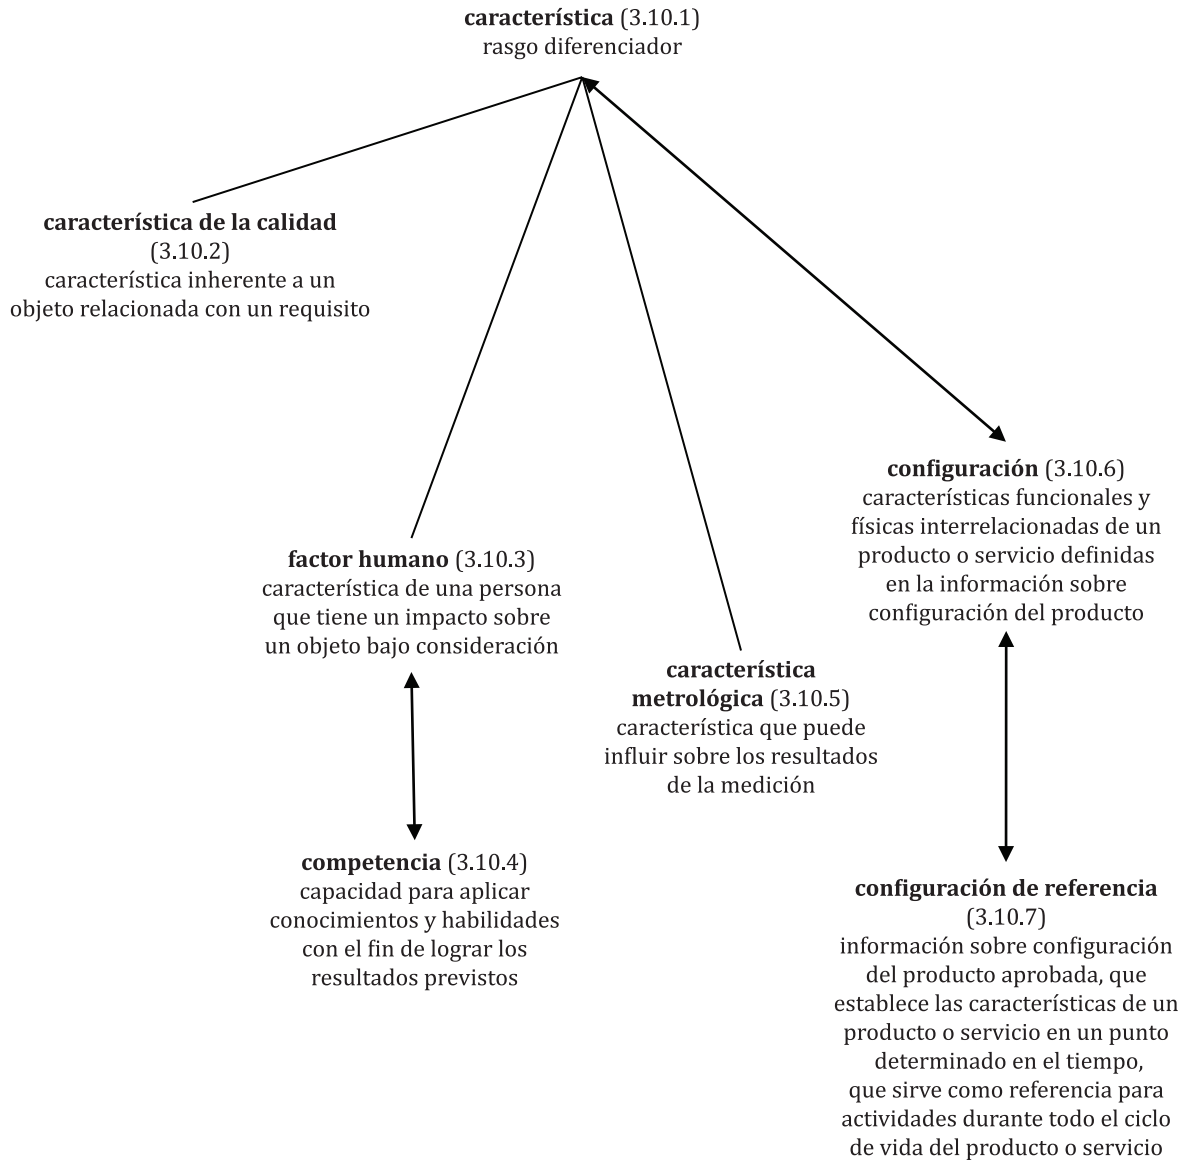 característica (3.10.1)
rasgo diferenciador
característica de la calidad
(3.10.2)
característica inherente a un
objeto relacionada con un requisito
configuración (3.10.6)
características funcionales y
físicas interrelacionadas de un
producto o servicio definidas
en la información sobre
configuración del producto
factor humano (3.10.3)
característica de una persona
que tiene un impacto sobre
un objeto bajo consideración
característica
metrológica (3.10.5)
característica que puede
influir sobre los resultados
de la medición
competencia (3.10.4)
capacidad para aplicar
conocimientos y habilidades
con el fin de lograr los
resultados previstos
configuración de referencia
(3.10.7)
información sobre configuración
del producto aprobada, que
establece las características de un
producto o servicio en un punto
determinado en el tiempo,
que sirve como referencia para
actividades durante todo el ciclo
de vida del producto o servicio